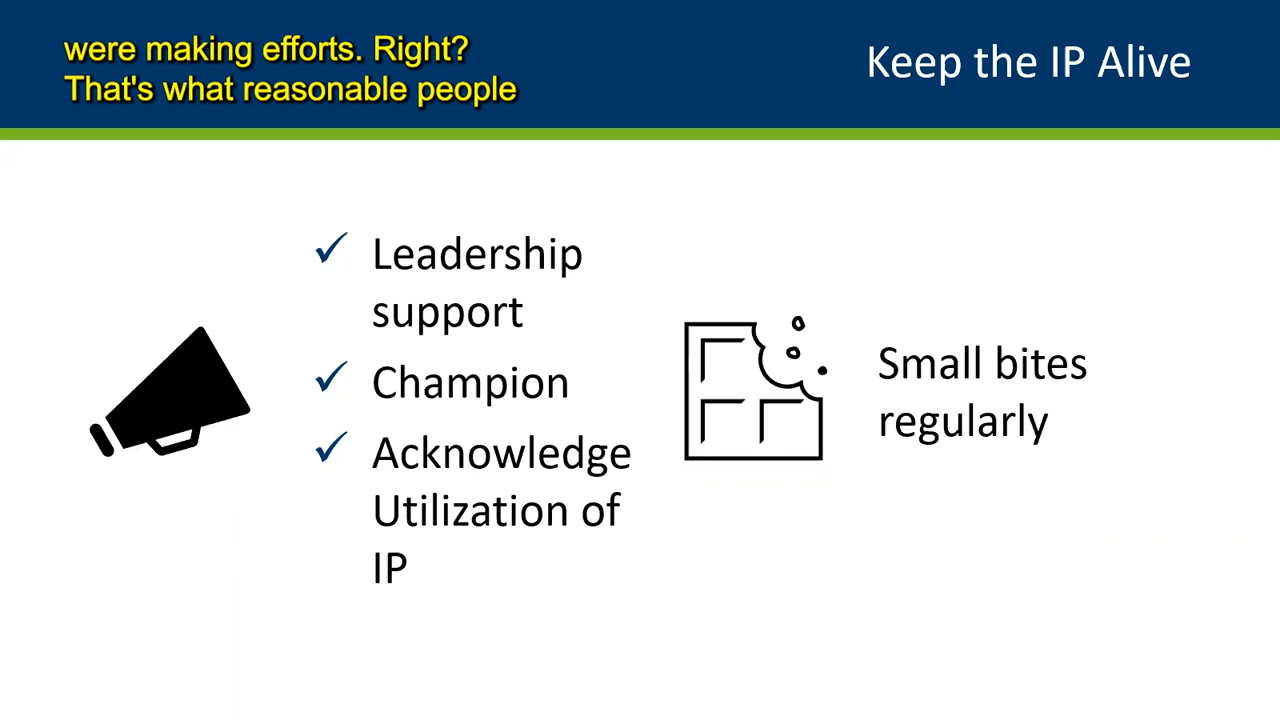 were making efforts. Right?
That's what reasonable people
Keep the IP Alive
Leadership
support
Champion
Acknowledge
Utilization of
IP
Small bites
regularly